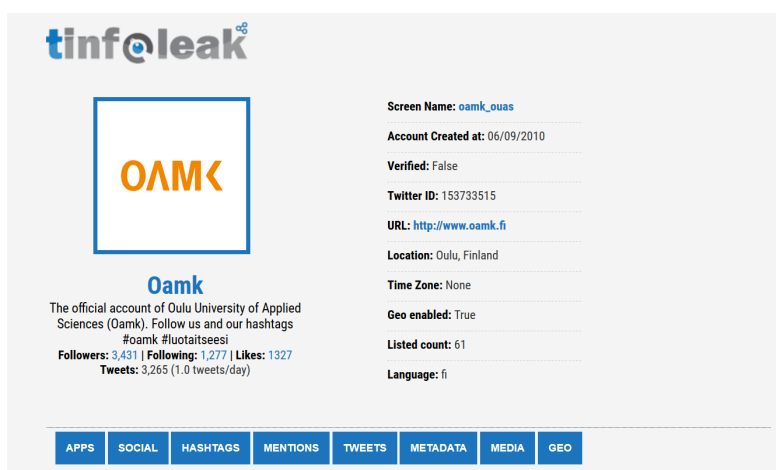 tinfoleak
OAMK
Oamk
The official account of Oulu University of Applied
Sciences (Oamk). Follow us and our hashtags
#oamk #luotaitseesi
Followers: 3,431 | Following: 1,277 | Likes: 1327
Tweets: 3,265 (1.0 tweets/day)
Screen Name: oamk_ouas
Account Created at: 06/09/2010
Verified: False
Twitter ID: 153733515
URL: http://www.oamk.fi
Location: Oulu, Finland
Time Zone: None
Geo enabled: True
Listed count: 61
Language: fi
APPS SOCIAL HASHTAGS MENTIONS TWEETS METADATA MEDIA GEO